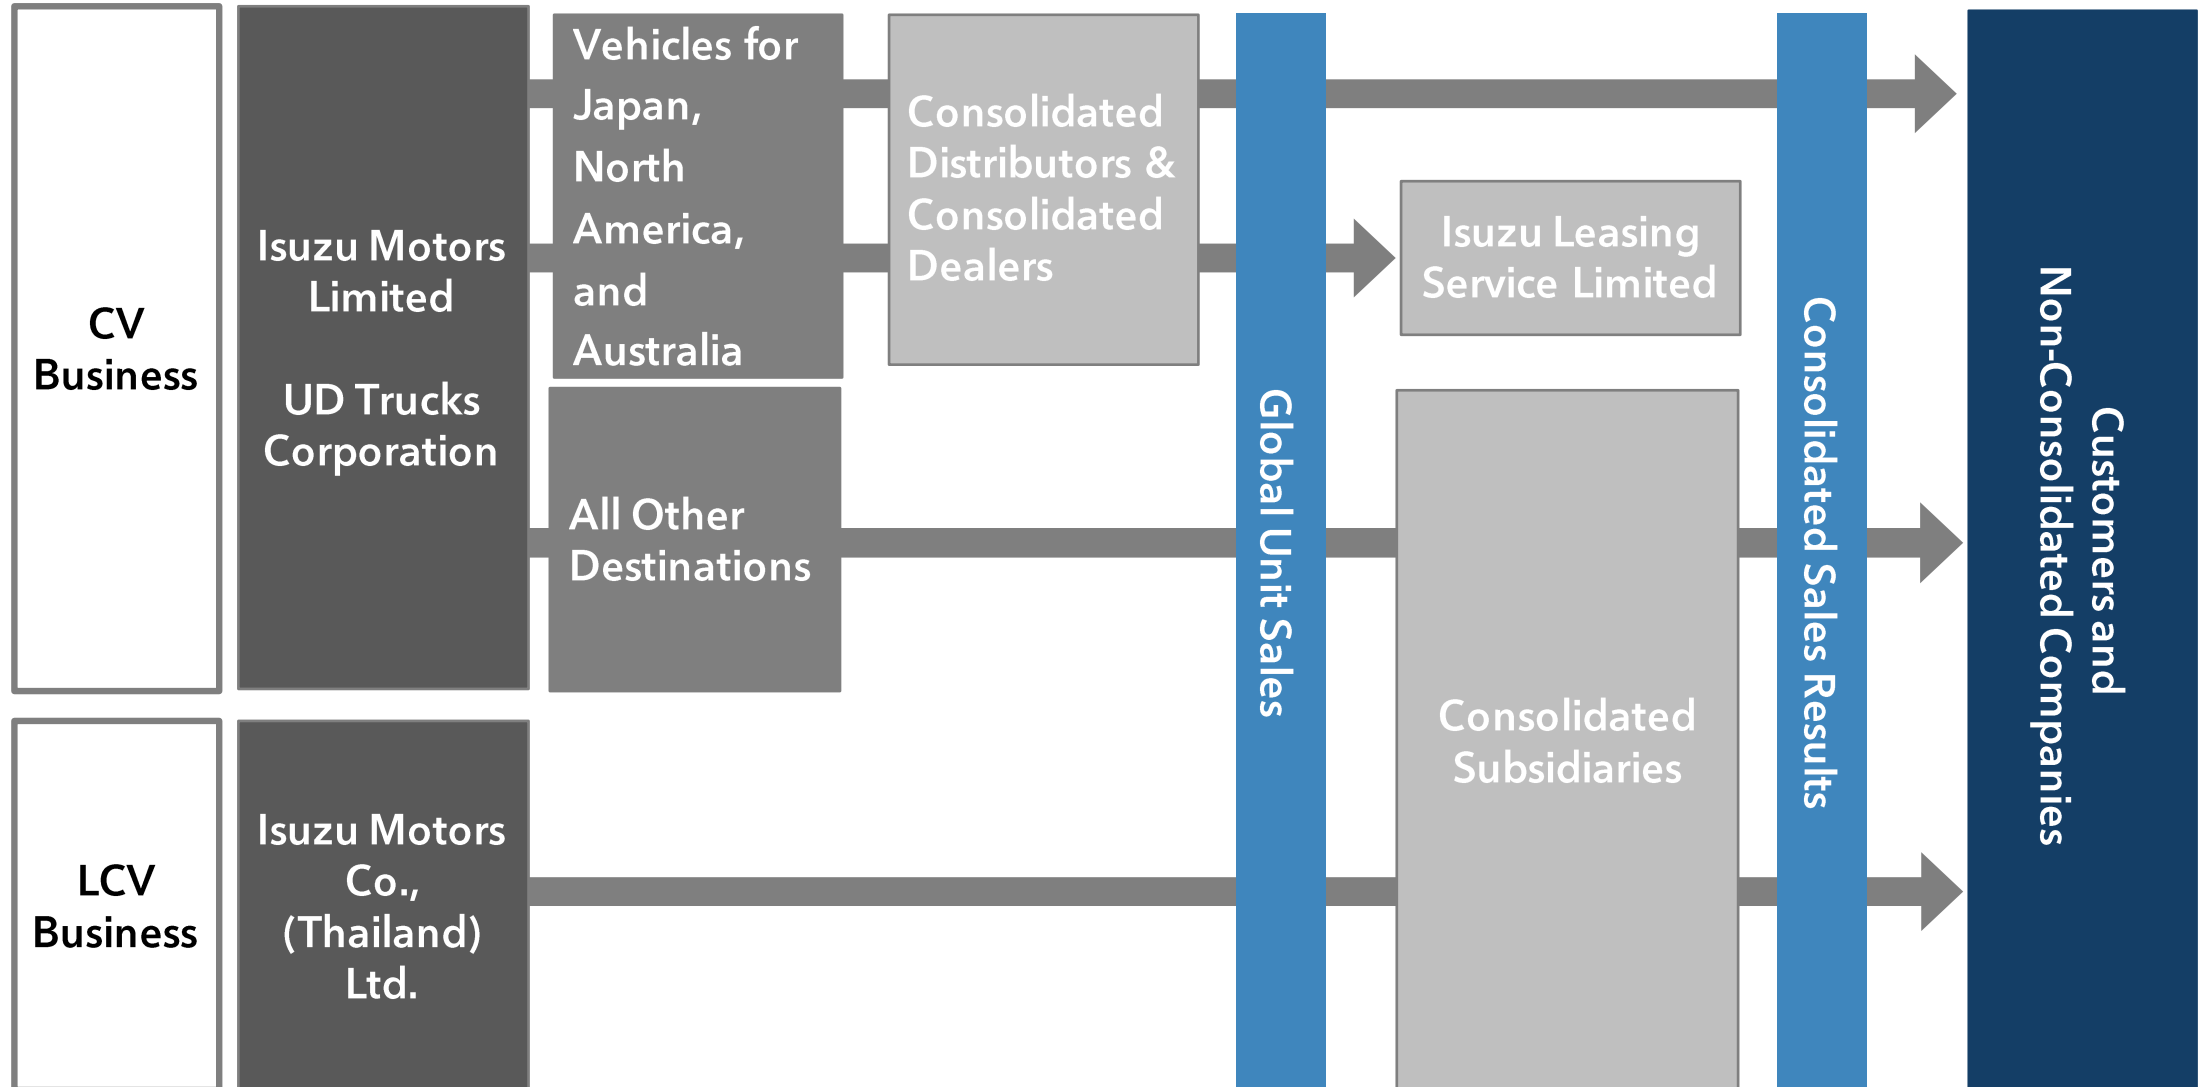 CV
Business
Isuzu Motors
Limited
UD Trucks
Corporation
Vehicles for
Japan,
North
America,
and
Australia
All Other
Destinations
Consolidated
Distributors &
Consolidated
Dealers
Global Unit Sales
Isuzu Leasing
Service Limited
Consolidated
Subsidiaries
Consolidated Sales Results
Customers and
Non-Consolidated Companies
LCV
Business
Isuzu Motors
Co.,
(Thailand)
Ltd.